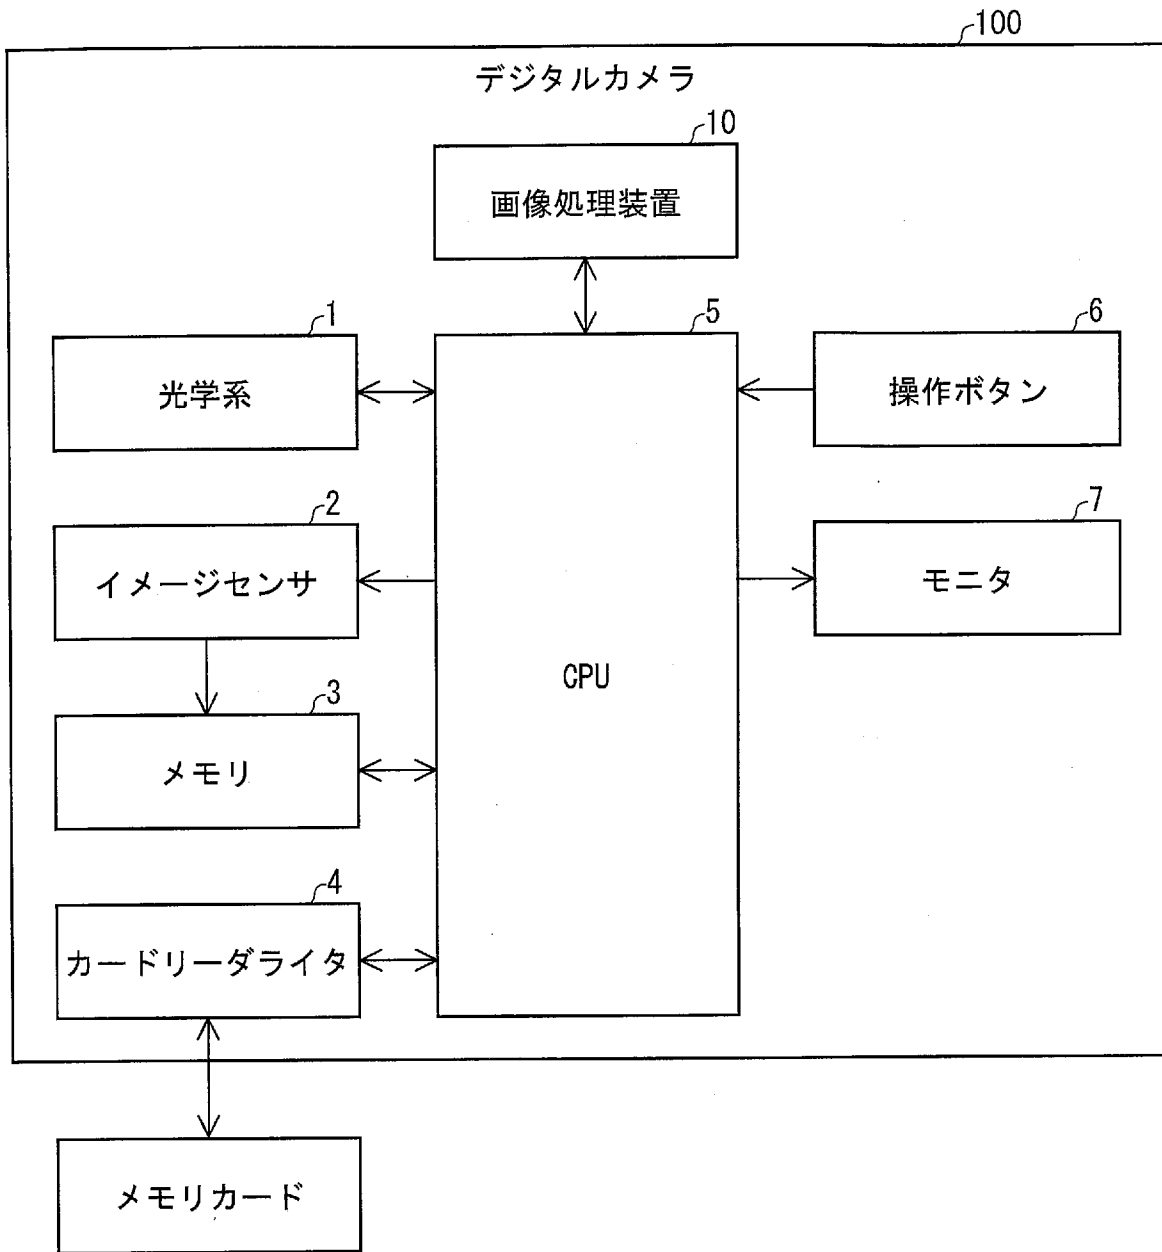 100
デジタルカメラ
10
画像処理装置
1
光学系
5
CPU
6
操作ボタン
2
イメージセンサ
7
モニタ
3
メモリ
4
カードリーダライタ
メモリカード